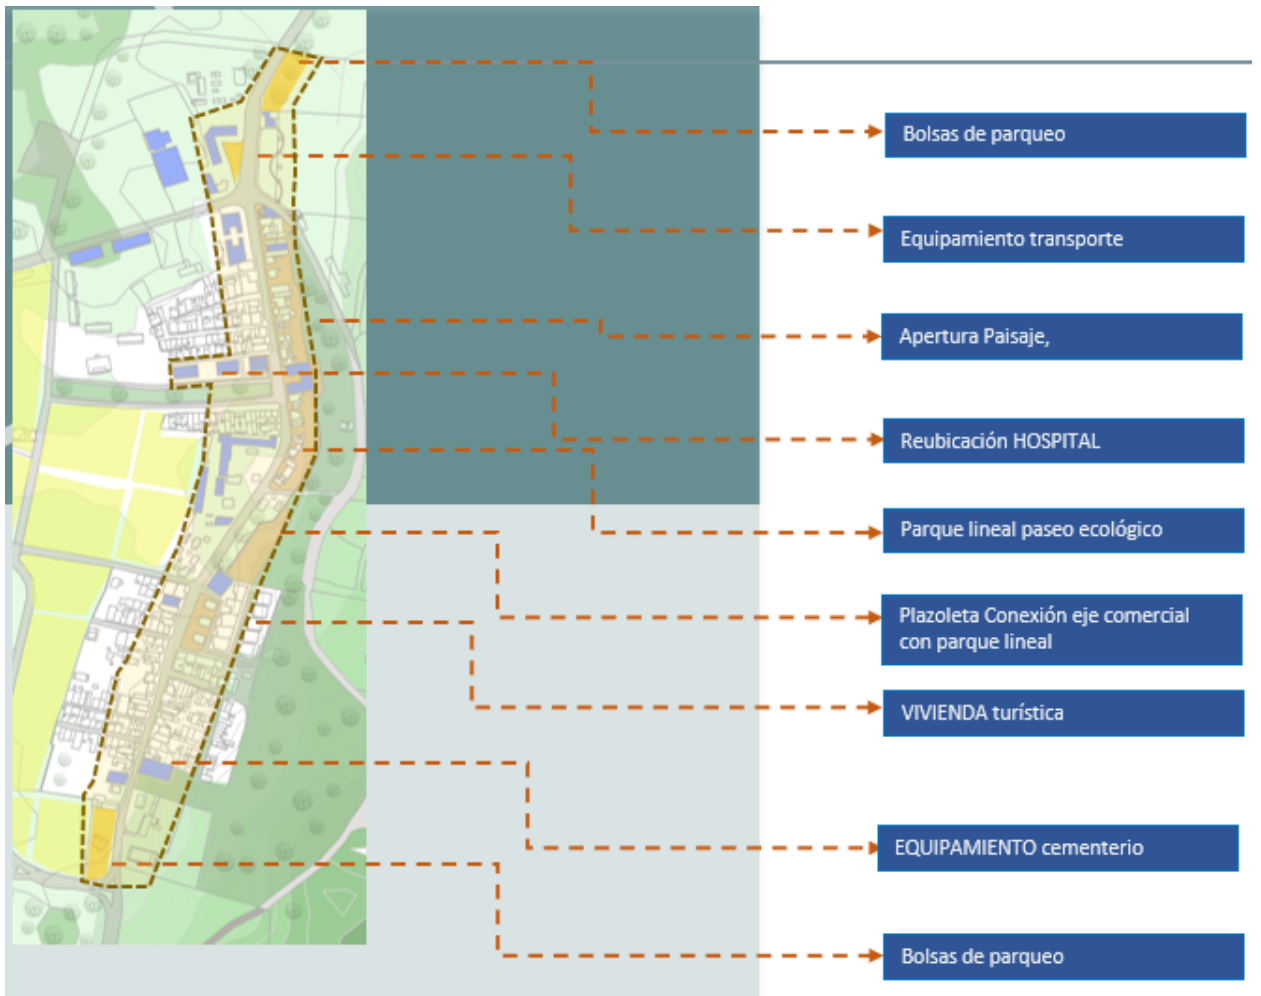 Bolsas de parqueo
Equipamiento transporte
Apertura Paisaje,
Reubicación HOSPITAL
Parque lineal paseo ecológico
Plazoleta Conexión eje comercial
con parque lineal
VIVIENDA turística
EQUIPAMIENTO cementerio
Bolsas de parqueo